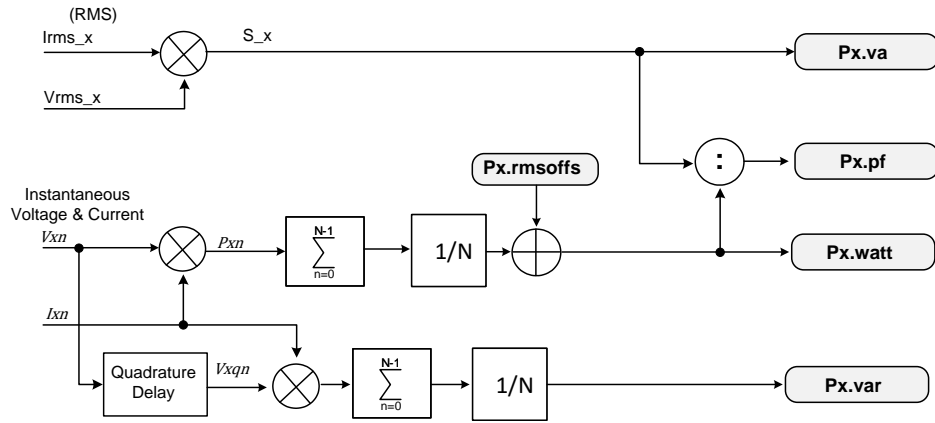 (RMS)
Irms_x
S_x
Px.va
Vrms_x
:
Px.pf
Px.rmsoffs
Instantaneous
Voltage & Current
Vxn
Pxn
N-1
∑
n=0
1/N
Px.watt
Ixn
Quadrature
Delay
Vxqn
N-1
∑
n=0
1/N
Px.var